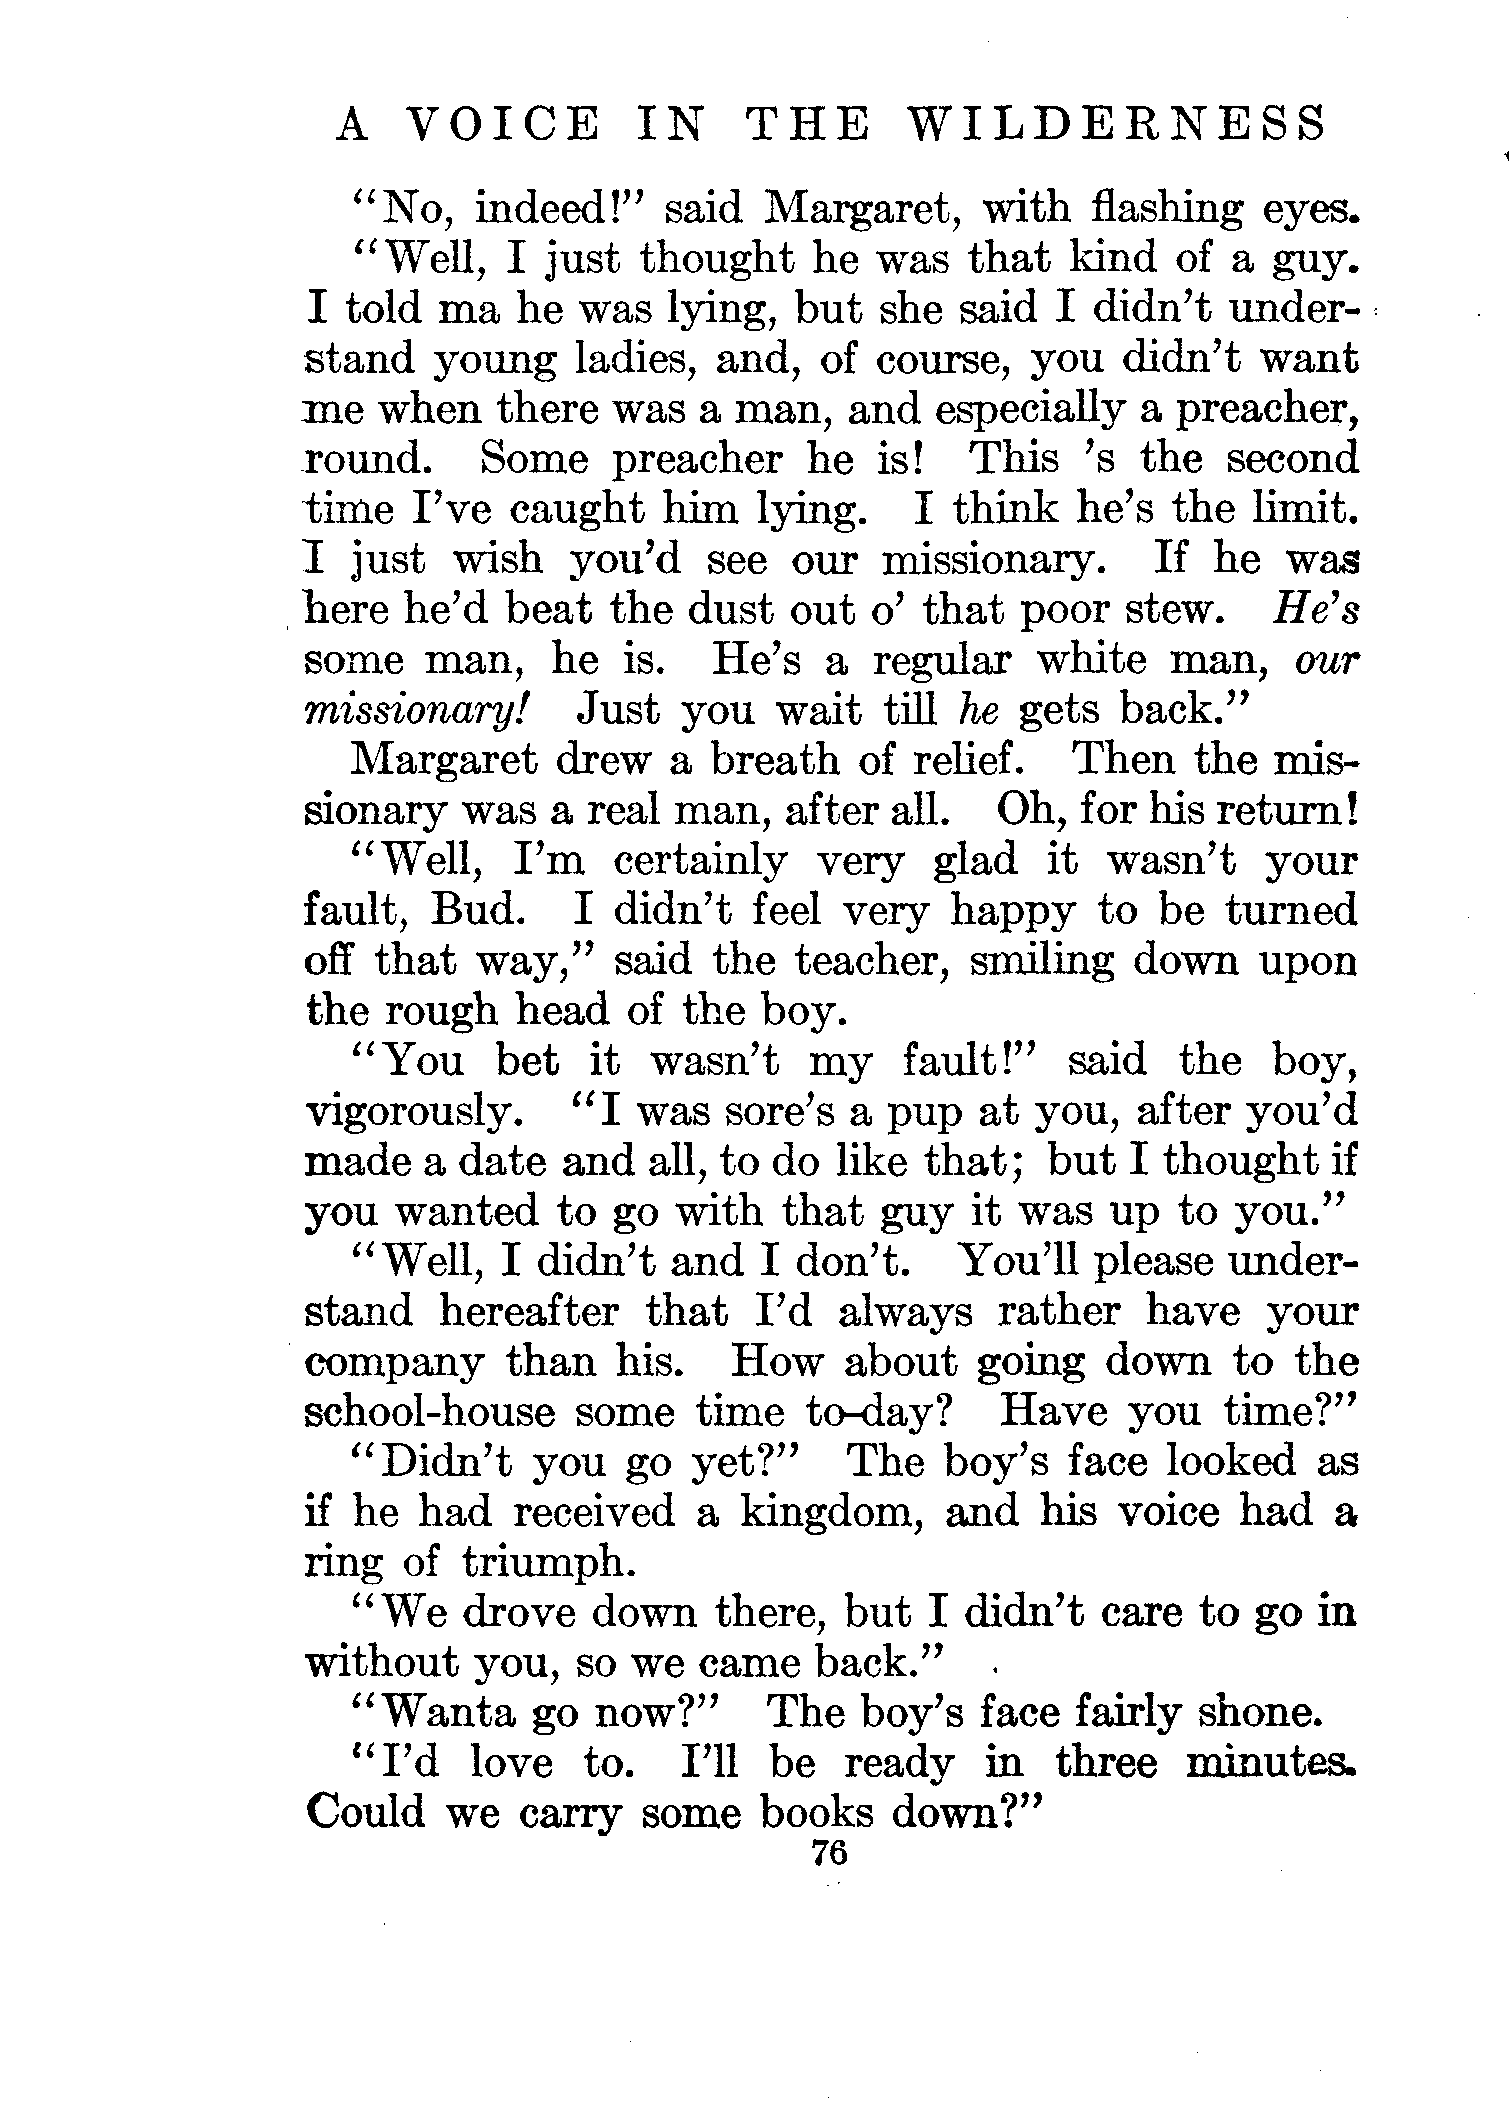 A VOICE IN THE WILDERNESS
"No, indeed!" said Margaret, with flashing eyes.
"Well, I just thought he was that kind of a guy.
I told ma he was lying, but she said I didn't under-
stand young ladies, and, of course, you didn't want
me when there was a man, and especially a preacher,
round. Some preacher he is! This 's the second
time I've caught him lying. I think he's the limit.
I just wish you'd see our missionary. If he was
here he'd beat the dust out o' that poor stew. He's
some man, he is. He's a regular white man, our
missionary! Just you wait till he gets back."
Margaret drew a breath of relief. Then the mis-
sionary was a real man, after all. Oh, for his return!
"Well, I'm certainly very glad it wasn't your
fault, Bud. I didn't feel very happy to be turned
off that way," said the teacher, smiling down upon
the rough head of the boy.
"You bet it wasn't my fault!" said the boy,
vigorously. "I was sore's a pup at you, after you'd
made a date and all, to do like that; but I thought if
you wanted to go with that guy it was up to you."
"Well, I didn't and I don't. You'll please under-
stand hereafter that I'd always rather have your
company than his. How about going down to the
school-house some time to-day? Have you time?"
"Didn't you go yet?" The boy's face looked as
if he had received a kingdom, and his voice had a
ring of triumph.
"We drove down there, but I didn't care to go in
without you, so we came back."
"Wanta go now?" The boy's face fairly shone.
"I'd love to. I'll be ready in three minutes.
Could we carry some books down?"
76